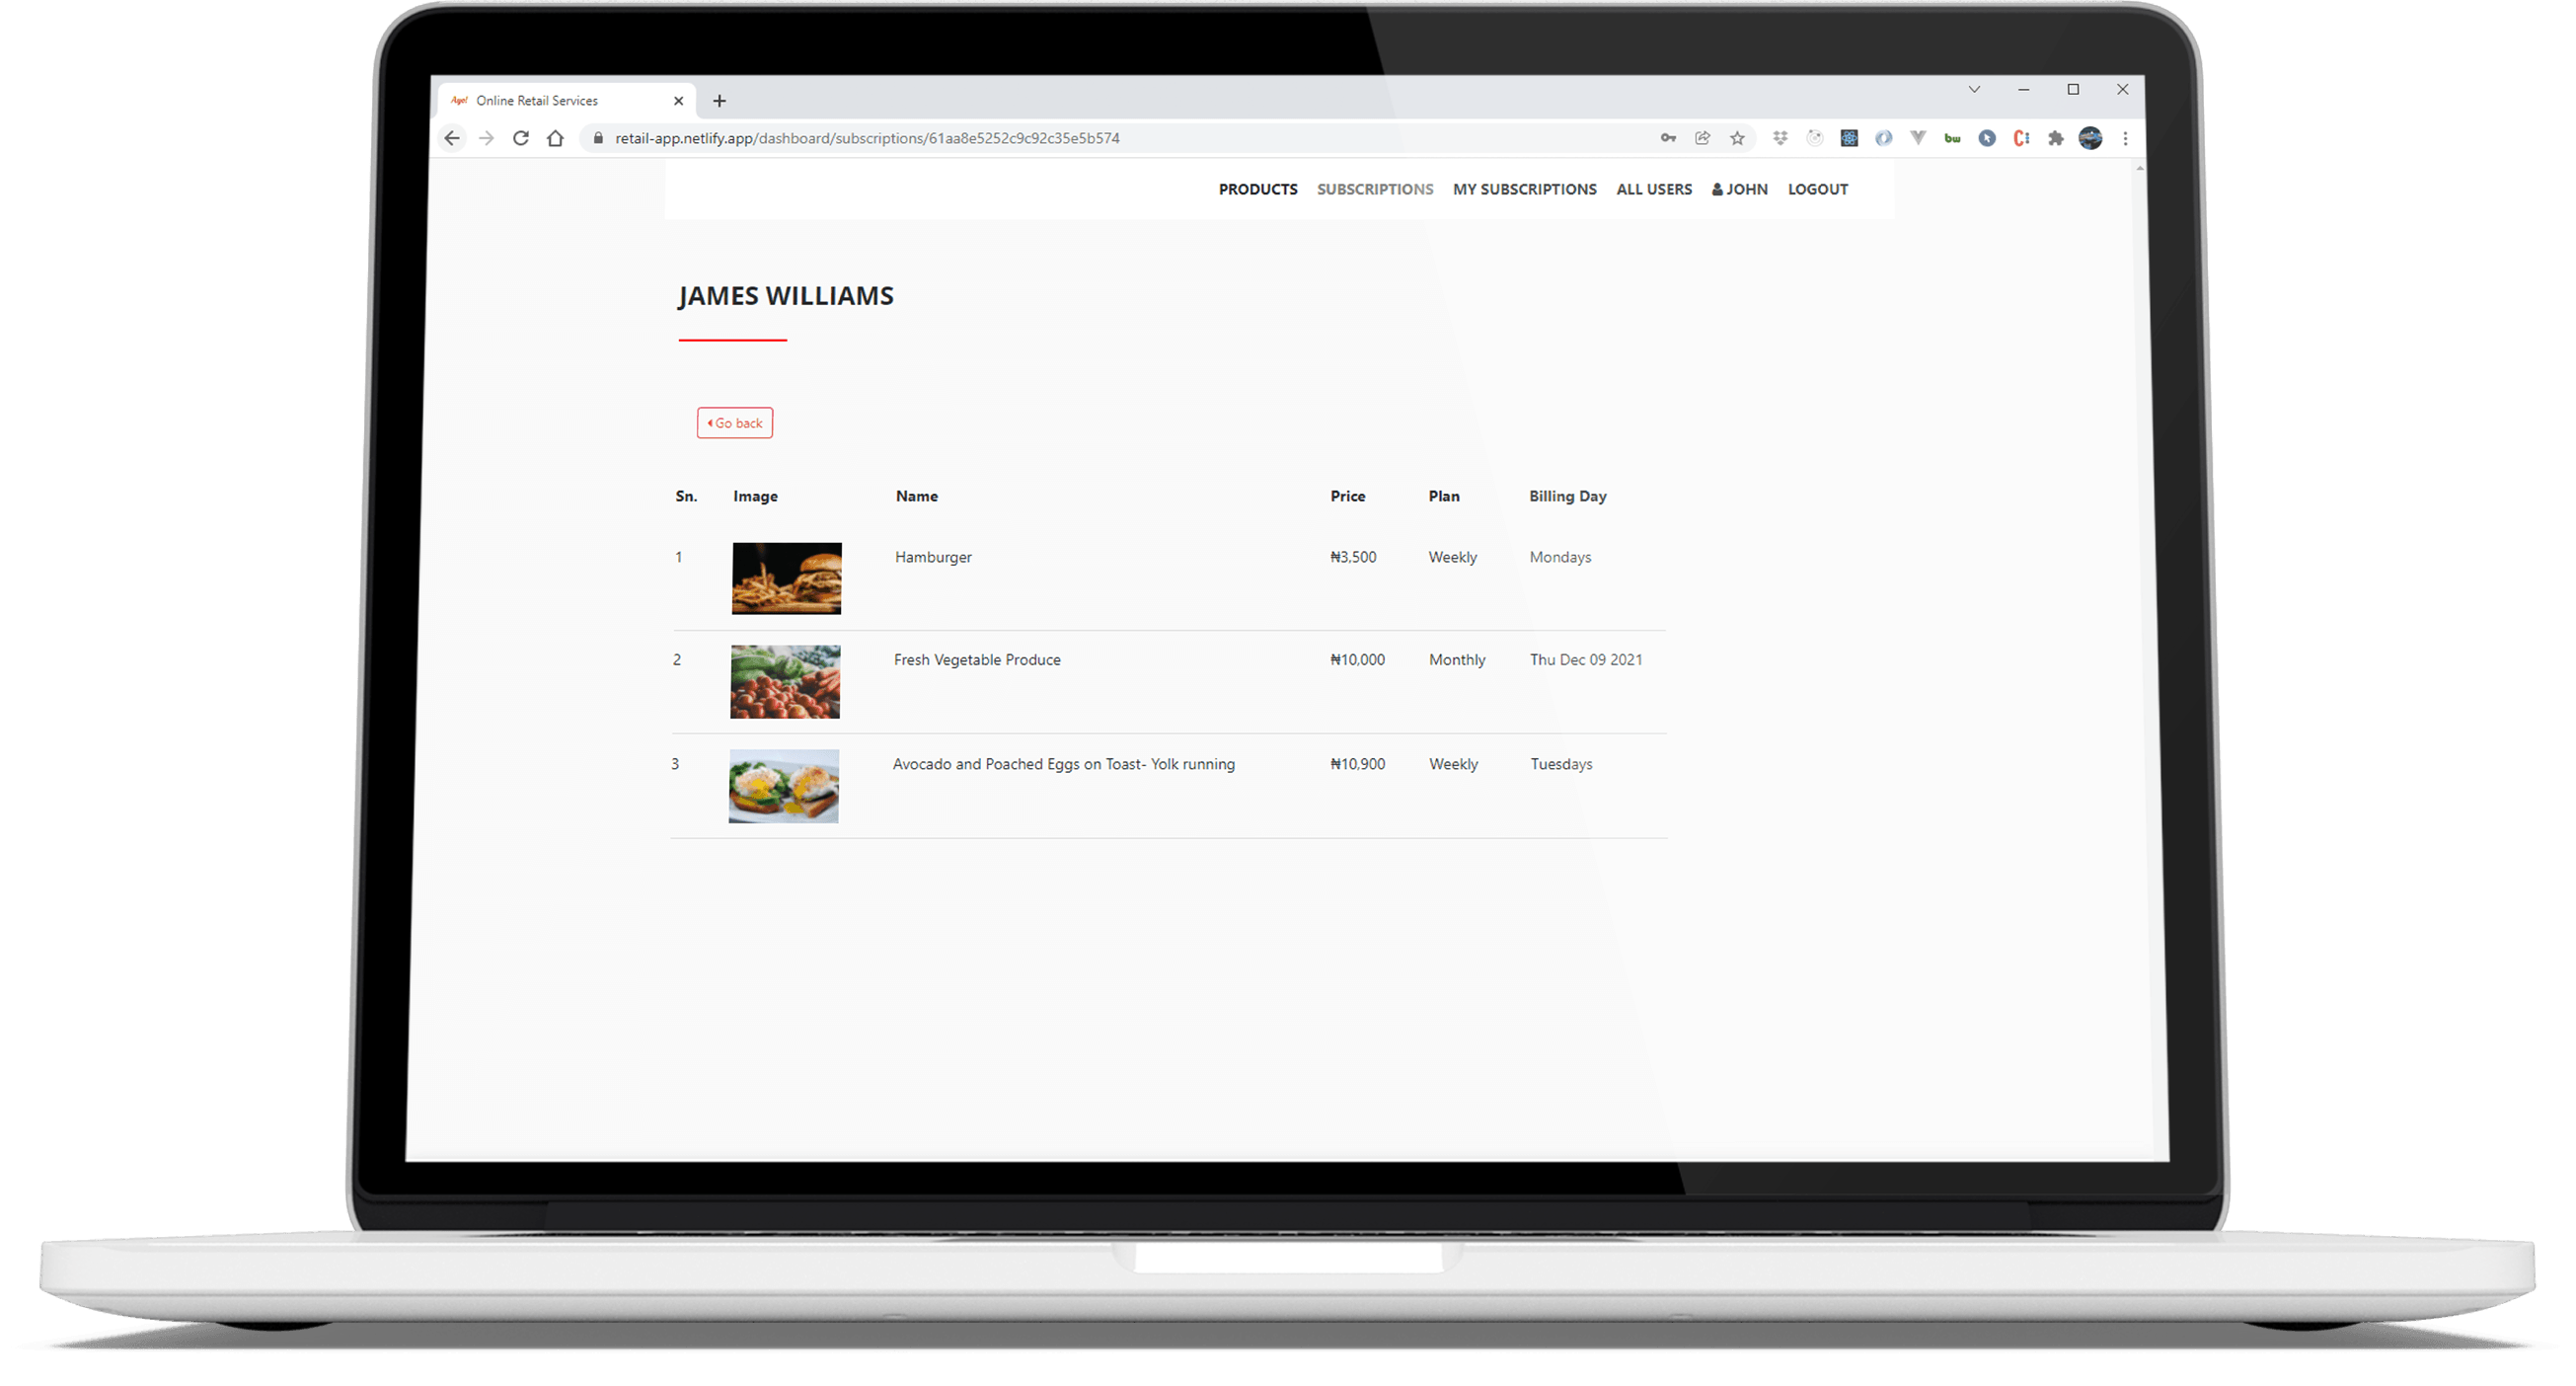 Age! Online Retail Services
retail-app.netlify.app/dashboard/subscriptions/61aa8e5252c9c92c35e5b574
bw
PRODUCTS SUBSCRIPTIONS MY SUBSCRIPTIONS ALL USERS JOHN LOGOUT
JAMES WILLIAMS
Go back
Sn. Image Name Price Plan Billing Day
1 Hamburger ₦3,500 Weekly Mondays
2 Fresh Vegetable Produce ₦10,000 Monthly Thu Dec 09 2021
3 Avocado and Poached Eggs on Toast- Yolk running ₦10,900 Weekly Tuesdays